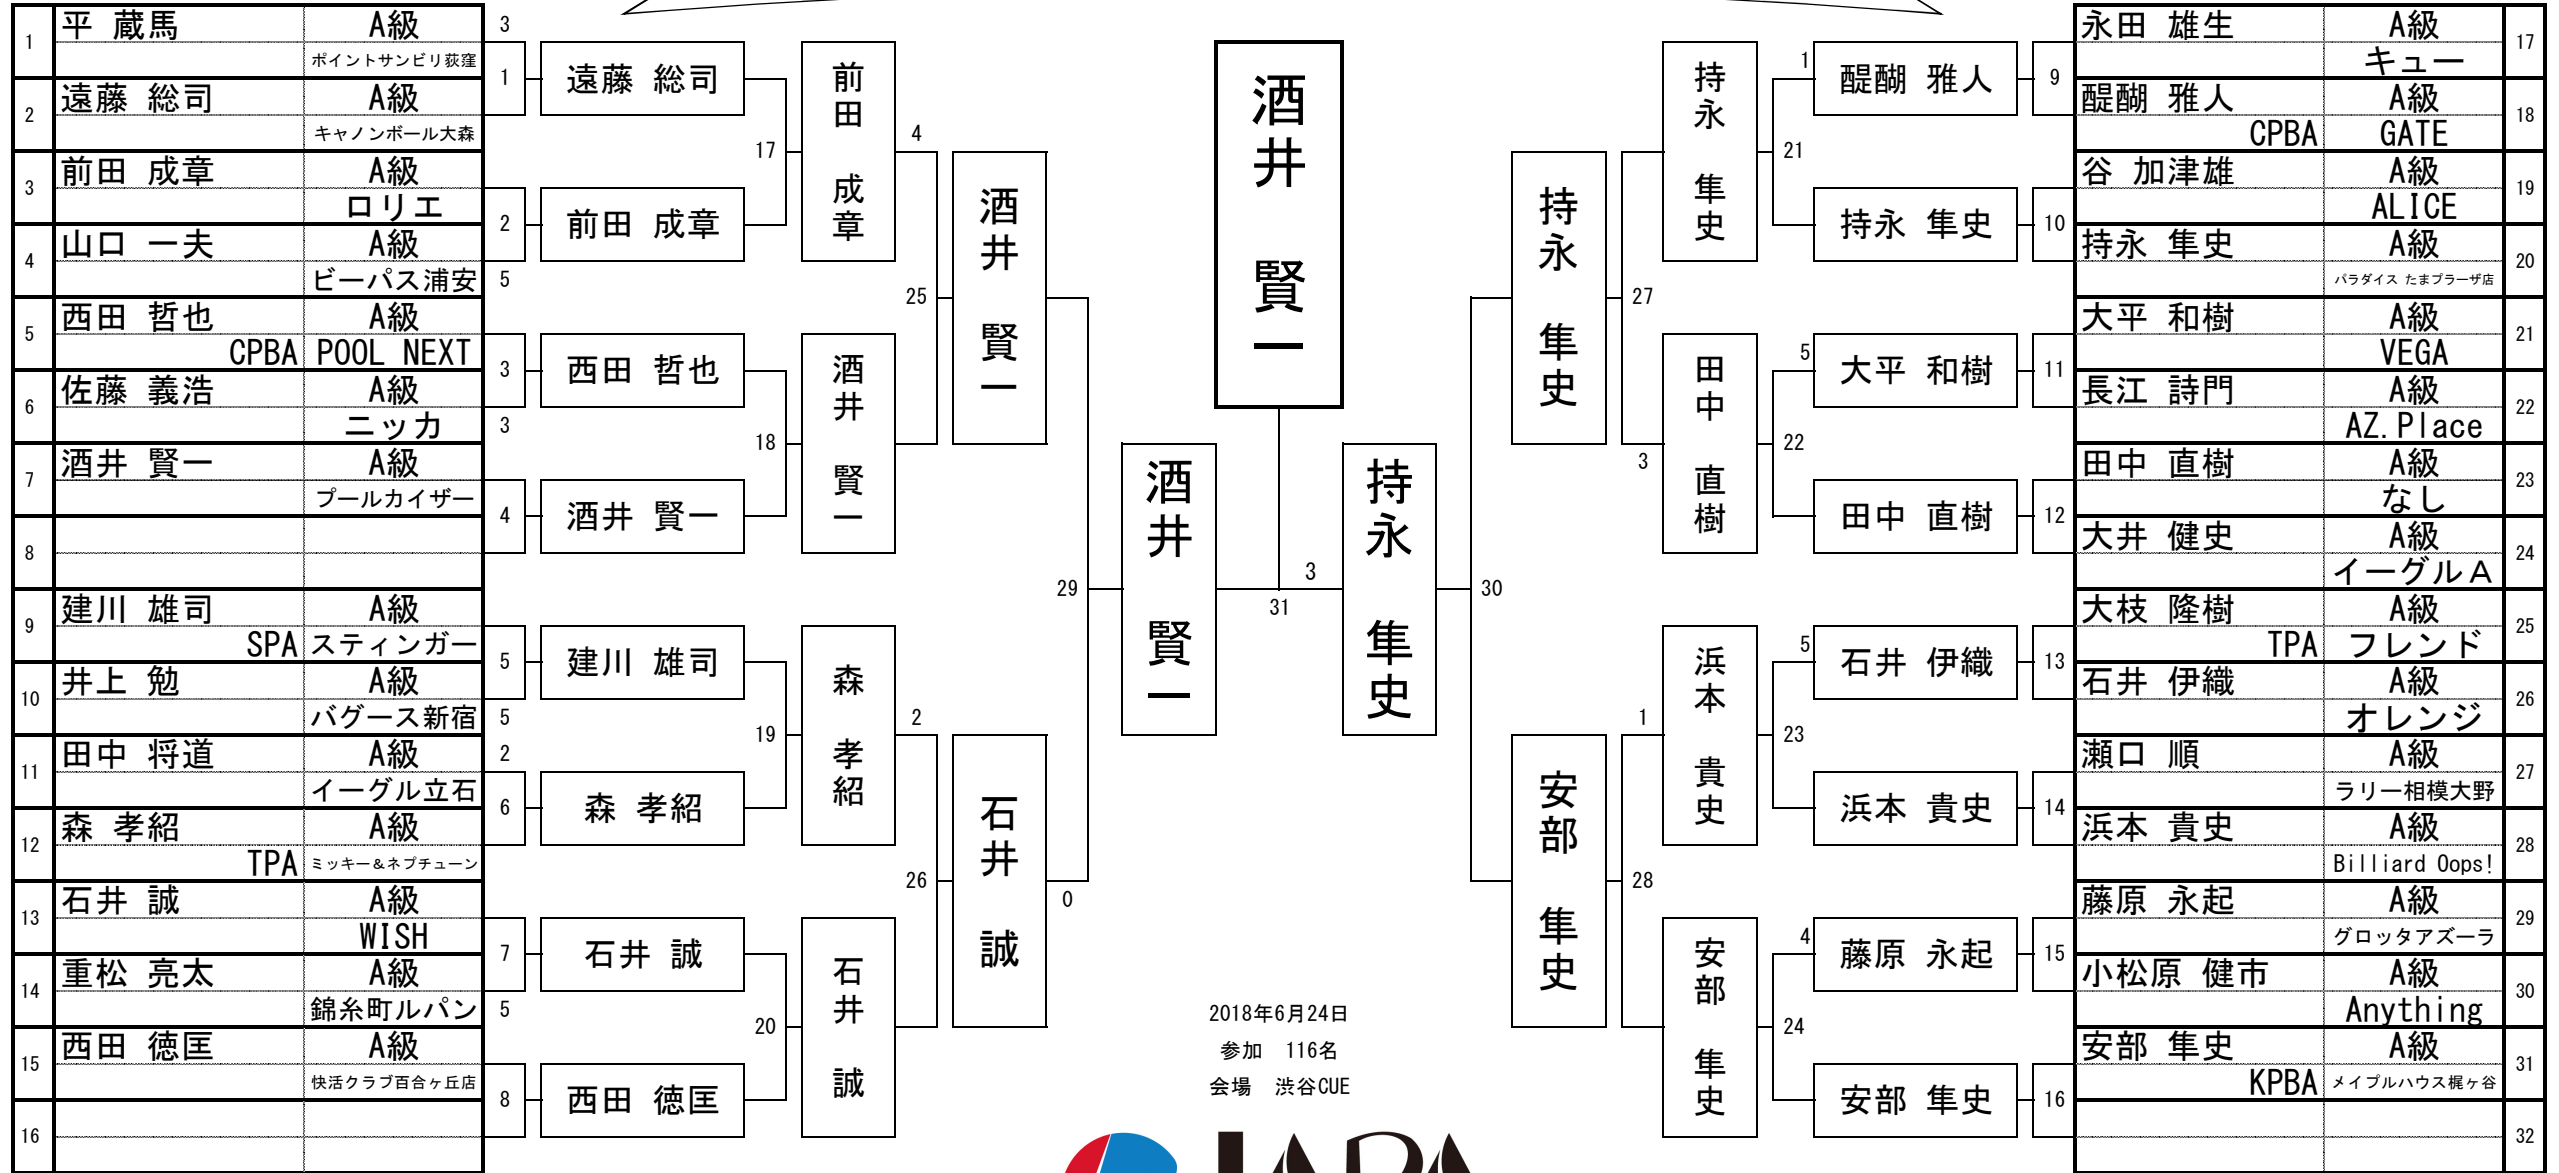 1 平 蔵馬 A級 3
ポイントサンビリ荻窪
2 遠藤 総司 A級
キャノンボール大森
3 前田 成章 A級
ロリエ
4 山口 一夫 A級
ビーパス浦安 5
5 西田 哲也 A級
CPBA POOL NEXT
6 佐藤 義浩 A級
ニッカ 3
7 酒井 賢一 A級
プールカイザー
8
9 建川 雄司 A級
SPA スティンガー
10 井上 勉 A級
バグース新宿 5
11 田中 将道 A級 2
イーグル立石
12 森 孝紹 A級
TPA ミッキー&ネプチューン
13 石井 誠 A級
WISH
14 重松 亮太 A級
錦糸町ルパン 5
15 西田 徳匡 A級
快活クラブ百合ヶ丘店
16
1 遠藤 総司
2 前田 成章
3 西田 哲也
4 酒井 賢一
5 建川 雄司
6 森 孝紹
7 石井 誠
8 西田 徳匡
17 前田 成章 4
18 酒井 賢一
19 森 孝紹 2
20 石井 誠
25 酒井 賢一
26 石井 誠 0
29 酒井 賢一
酒井 賢一
31
3 持永 隼史 30
持永 隼史 27
1 安部 隼史 28
持永 隼史 21
3 田中 直樹 22
浜本 貴史 23
安部 隼史 24
1 醍醐 雅人 9
持永 隼史 10
5 大平 和樹 11
田中 直樹 12
5 石井 伊織 13
浜本 貴史 14
4 藤原 永起 15
安部 隼史 16
永田 雄生 A級 17
キュー
醍醐 雅人 A級 18
CPBA GATE
谷 加津雄 A級 19
ALICE
持永 隼史 A級 20
パラダイス たまプラーザ店
大平 和樹 A級 21
VEGA
長江 詩門 A級 22
AZ.Place
田中 直樹 A級 23
なし
大井 健史 A級 24
イーグルA
大枝 隆樹 A級 25
TPA フレンド
石井 伊織 A級 26
オレンジ
瀬口 順 A級 27
ラリー相模大野
浜本 貴史 A級 28
Billiard Oops!
藤原 永起 A級 29
グロッタアズーラ
小松原 健市 A級 30
Anything
安部 隼史 A級 31
KPBA メイプルハウス梶ヶ谷
32
2018年6月24日
参加 116名
会場 渋谷CUE
JAPA